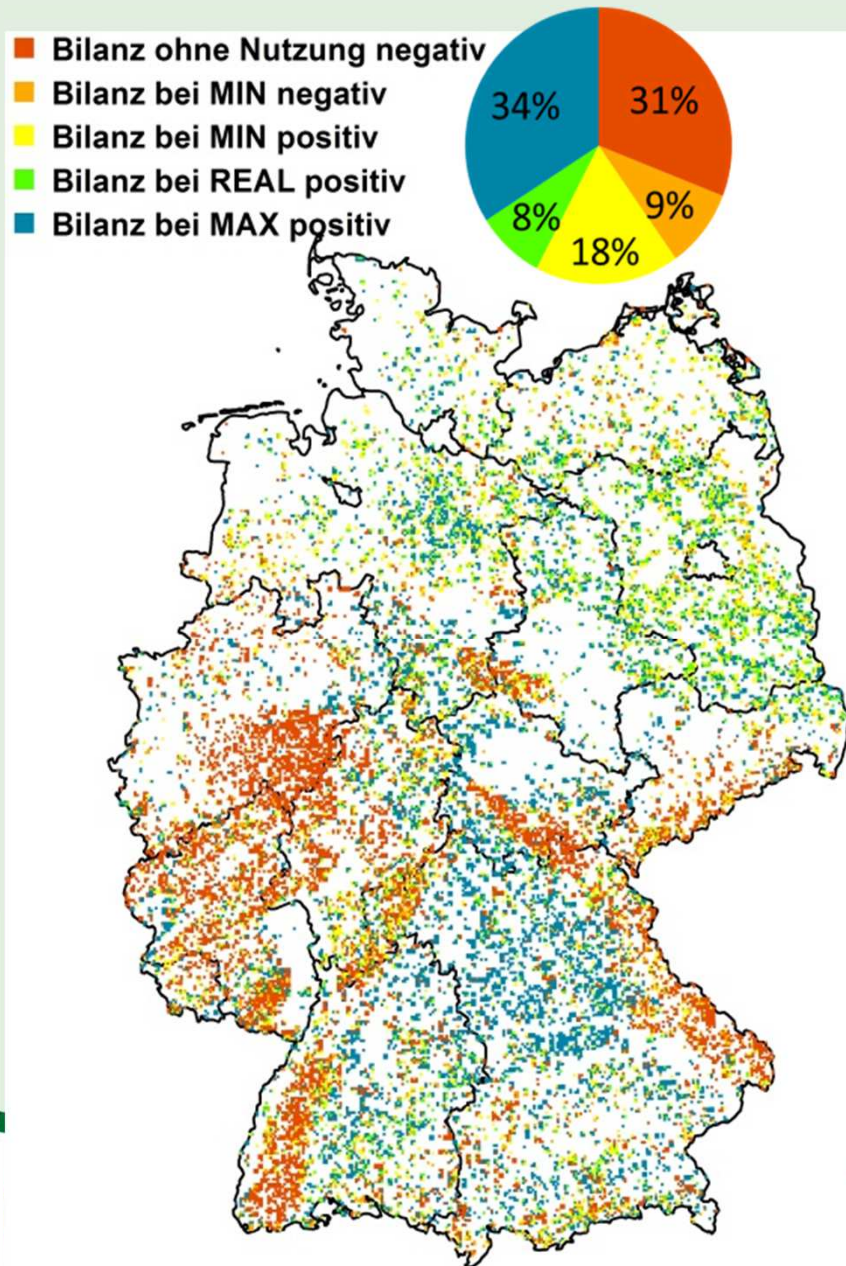 Bilanz ohne Nutzung negativ
Bilanz bei MIN negativ
Bilanz bei MIN positiv
Bilanz bei REAL positiv
Bilanz bei MAX positiv
34%
31%
9%
8%
18%